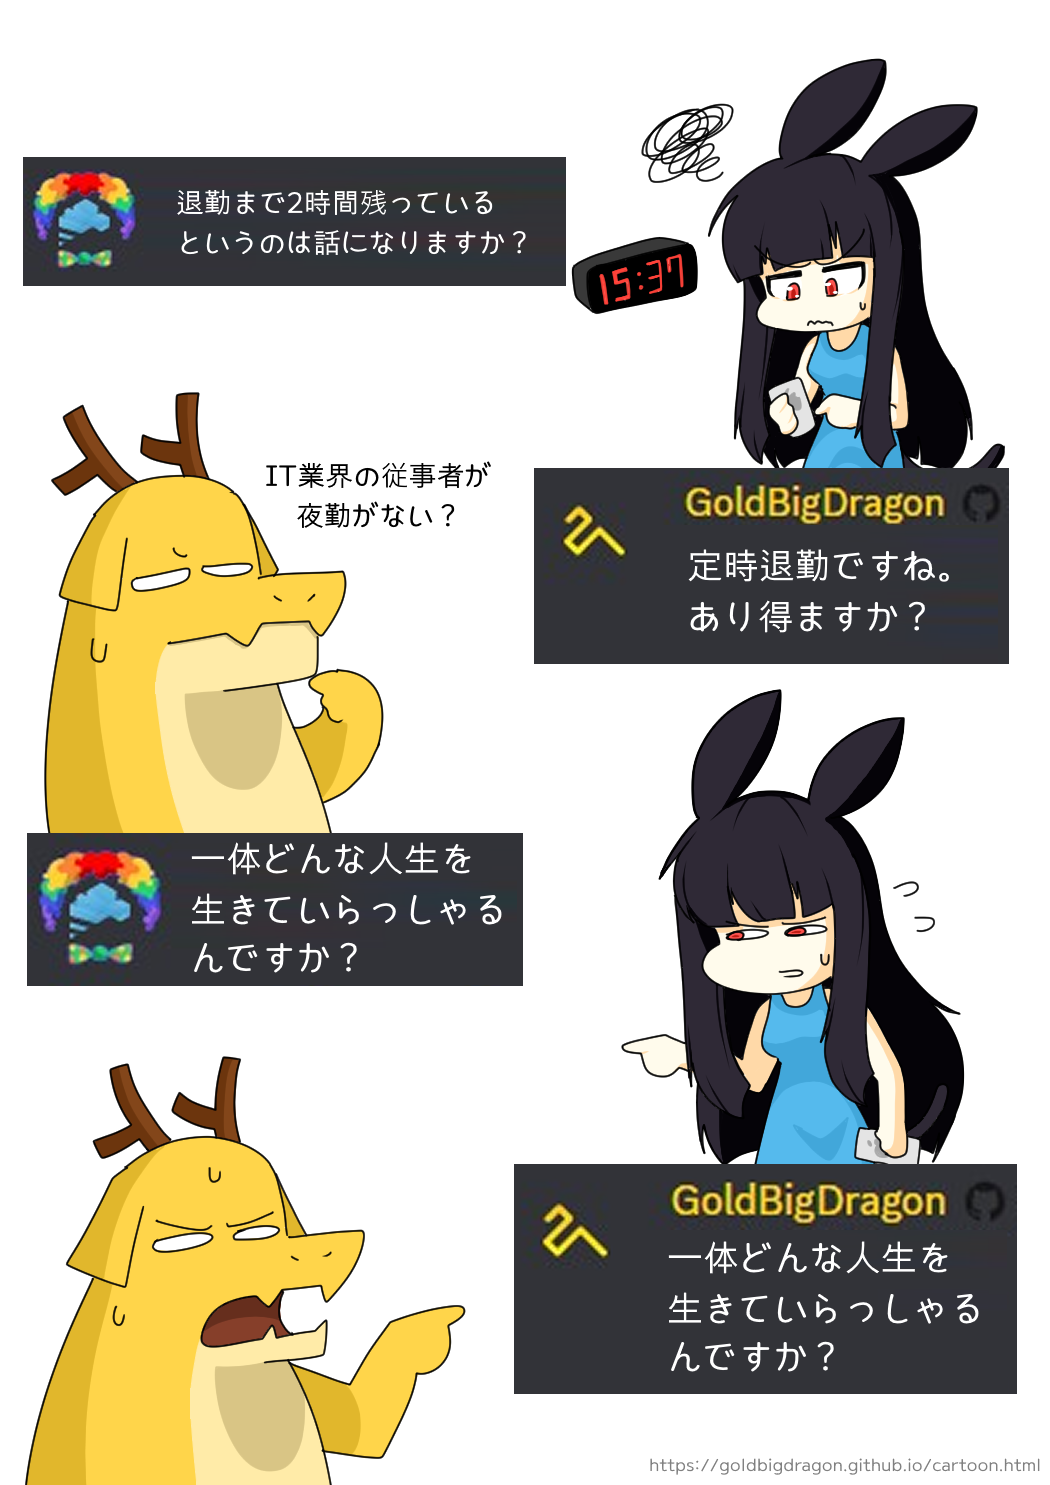 退勤まで2時間残っている
というのは話になりますか？
15:37
IT業界の従事者が
夜勤がない？
GoldBigDragon
定時退勤ですね。
あり得ますか？
一体どんな人生を
生きていらっしゃる
んですか？
GoldBigDragon
一体どんな人生を
生きていらっしゃる
んですか？
https://goldbigdragon.github.io/cartoon.html